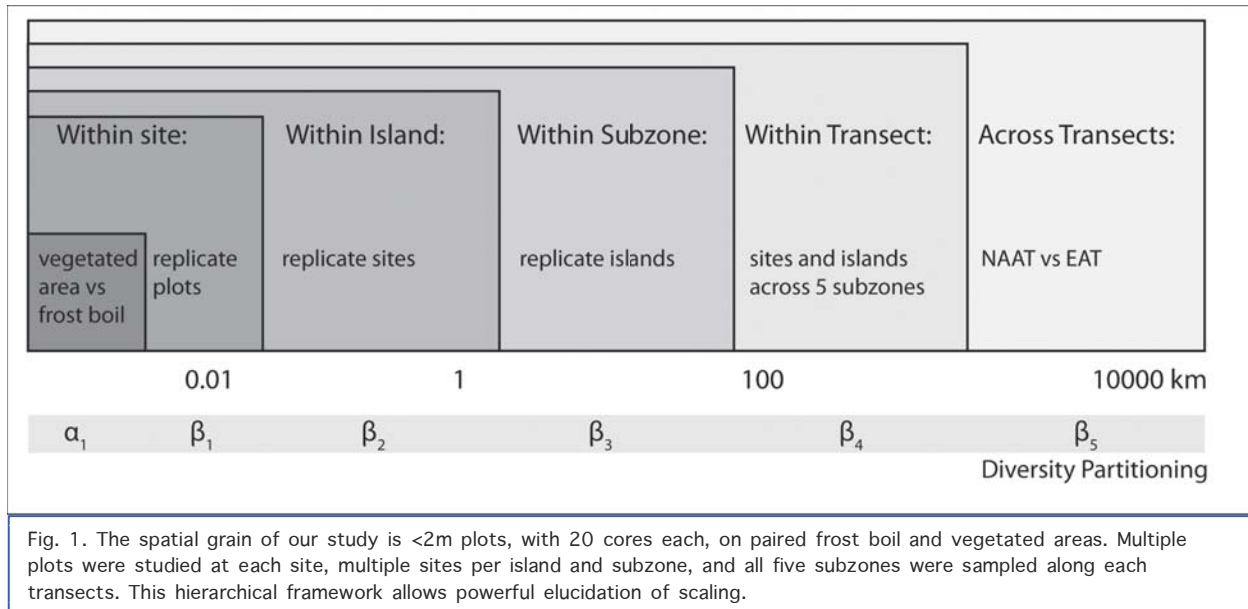 Within site:
Within Island:
Within Subzone:
Within Transect:
Across Transects:
vegetated area vs frost boil
replicate plots
replicate sites
replicate islands
sites and islands across 5 subzones
NAAT vs EAT
0.01
1
100
10000 km
α₁
β₁
β₂
β₃
β₄
β₅
Diversity Partitioning
Fig. 1. The spatial grain of our study is <2m plots, with 20 cores each, on paired frost boil and vegetated areas. Multiple
plots were studied at each site, multiple sites per island and subzone, and all five subzones were sampled along each
transects. This hierarchical framework allows powerful elucidation of scaling.